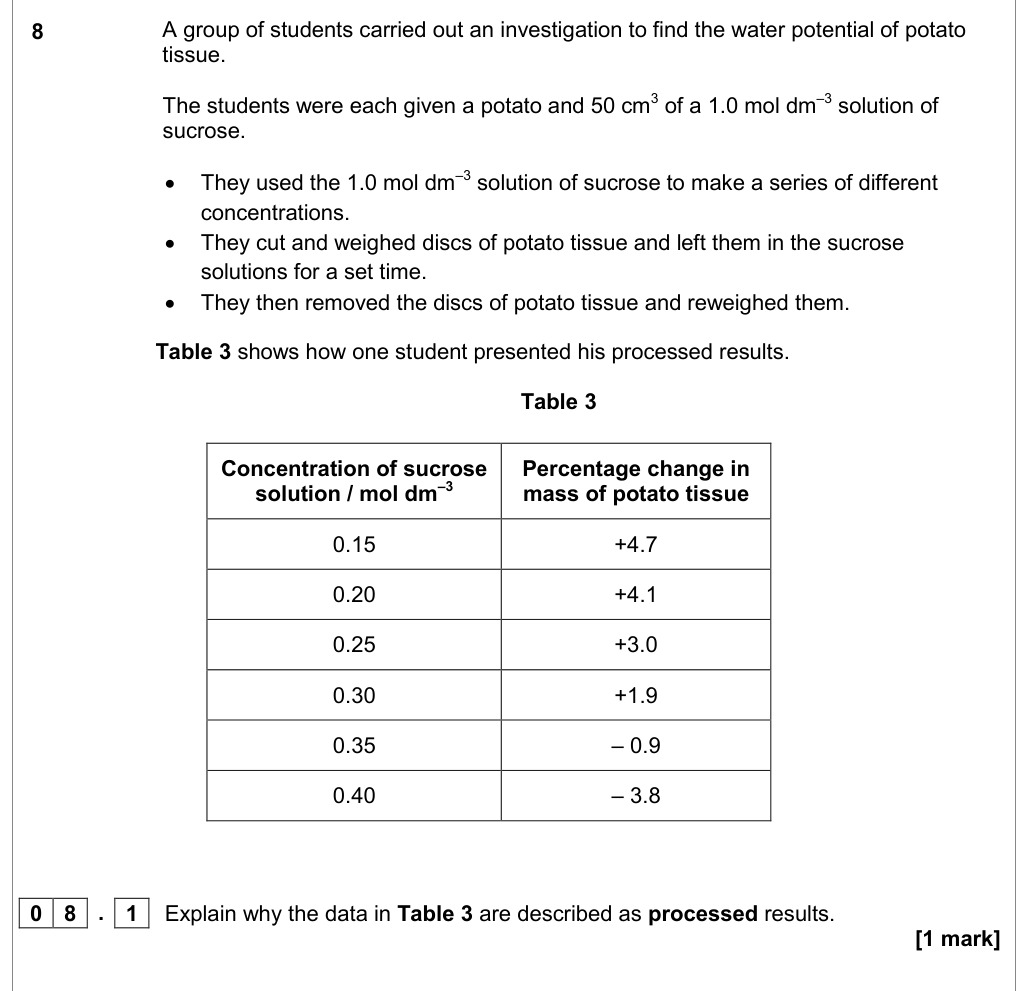 8 A group of students carried out an investigation to find the water potential of potato
tissue.
The students were each given a potato and 50 cm³ of a 1.0 mol dm⁻³ solution of
sucrose.
• They used the 1.0 mol dm⁻³ solution of sucrose to make a series of different
concentrations.
• They cut and weighed discs of potato tissue and left them in the sucrose
solutions for a set time.
• They then removed the discs of potato tissue and reweighed them.
Table 3 shows how one student presented his processed results.
Table 3
Concentration of sucrose solution / mol dm⁻³ Percentage change in mass of potato tissue
0.15 +4.7
0.20 +4.1
0.25 +3.0
0.30 +1.9
0.35 – 0.9
0.40 – 3.8
0 8 . 1 Explain why the data in Table 3 are described as processed results.
[1 mark]